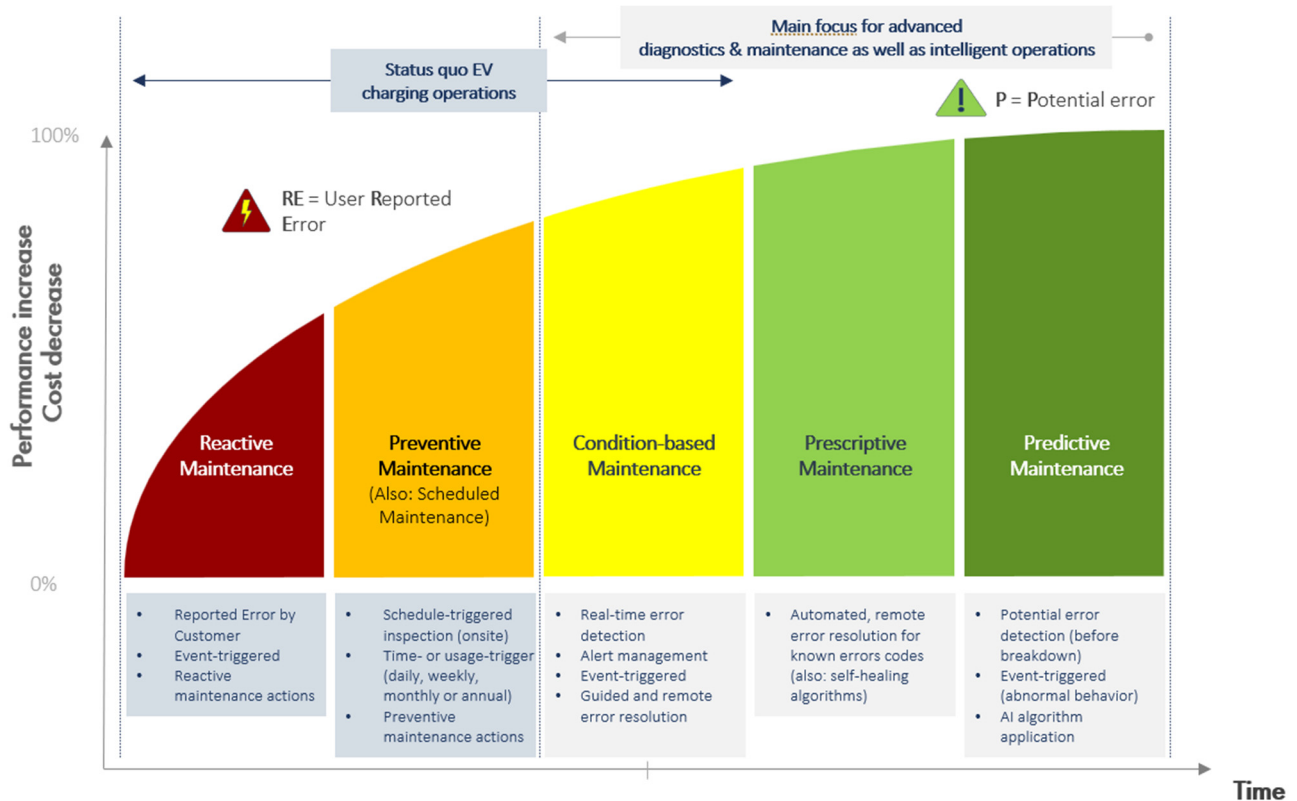 Main focus for advanced
diagnostics & maintenance as well as intelligent operations
Status quo EV
charging operations
P = Potential error
100%
RE = User Reported
Error
Performance increase
Cost decrease
Reactive
Maintenance
Preventive
Maintenance
(Also: Scheduled
Maintenance)
Condition-based
Maintenance
Prescriptive
Maintenance
Predictive
Maintenance
0%
• Reported Error by
Customer
• Event-triggered
• Reactive
maintenance actions
• Schedule-triggered
inspection (onsite)
• Time- or usage-trigger
(daily, weekly,
monthly or annual)
• Preventive
maintenance actions
• Real-time error
detection
• Alert management
• Event-triggered
• Guided and remote
error resolution
• Automated, remote
error resolution for
known errors codes
(also: self-healing
algorithms)
• Potential error
detection (before
breakdown)
• Event-triggered
(abnormal behavior)
• AI algorithm
application
Time